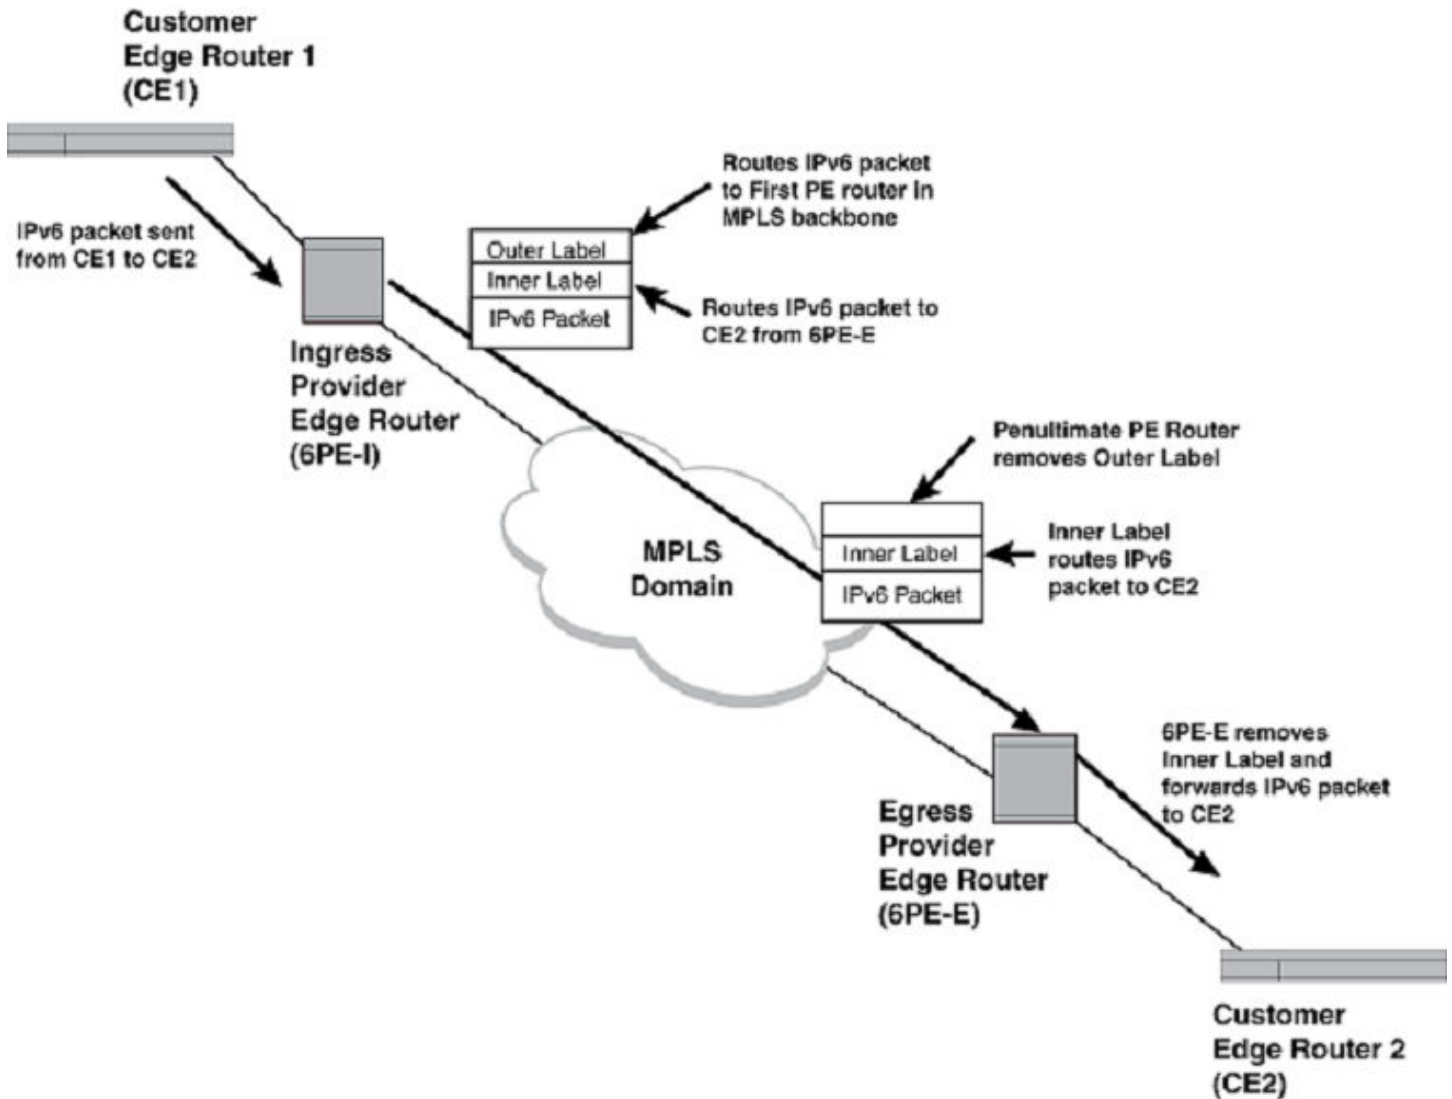 Customer
Edge Router 1
(CE1)
IPv6 packet sent
from CE1 to CE2
Routes IPv6 packet
to First PE router in
MPLS backbone
Outer Label
Inner Label
IPv6 Packet
Routes IPv6 packet to
CE2 from 6PE-E
Ingress
Provider
Edge Router
(6PE-I)
Penultimate PE Router
removes Outer Label
MPLS
Domain
Inner Label
IPv6 Packet
Inner Label
routes IPv6
packet to CE2
6PE-E removes
Inner Label and
forwards IPv6 packet
to CE2
Egress
Provider
Edge Router
(6PE-E)
Customer
Edge Router 2
(CE2)